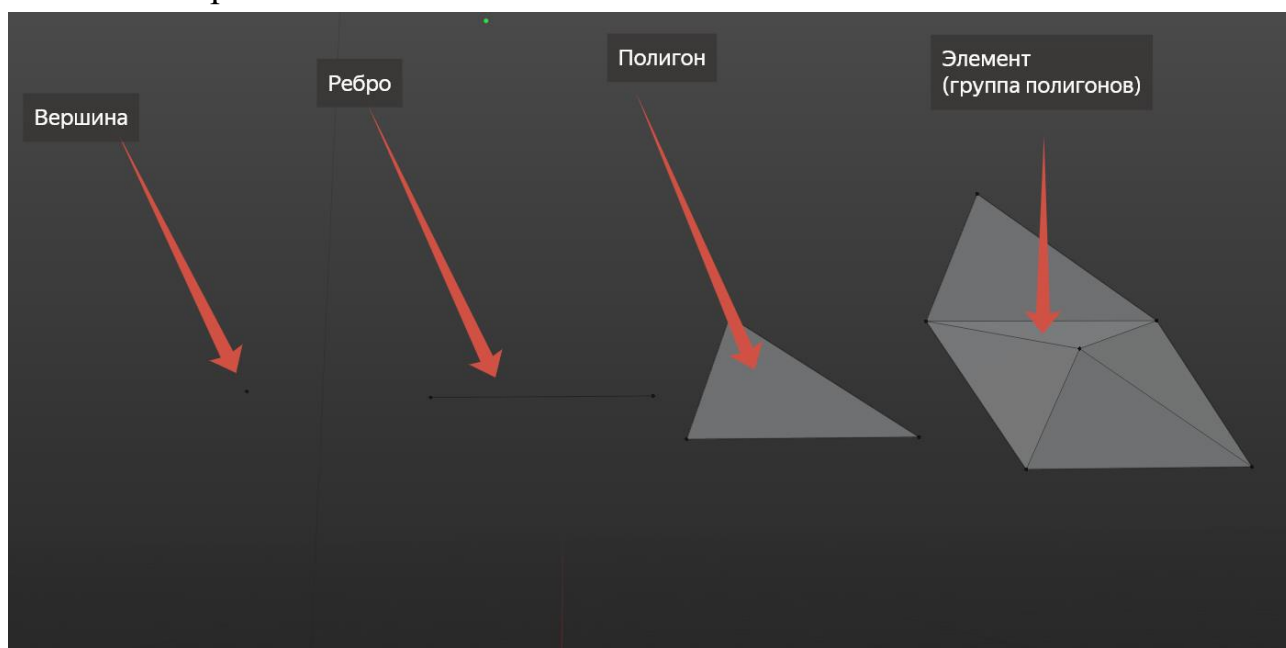 Вершина
Ребро
Полигон
Элемент
(группа полигонов)